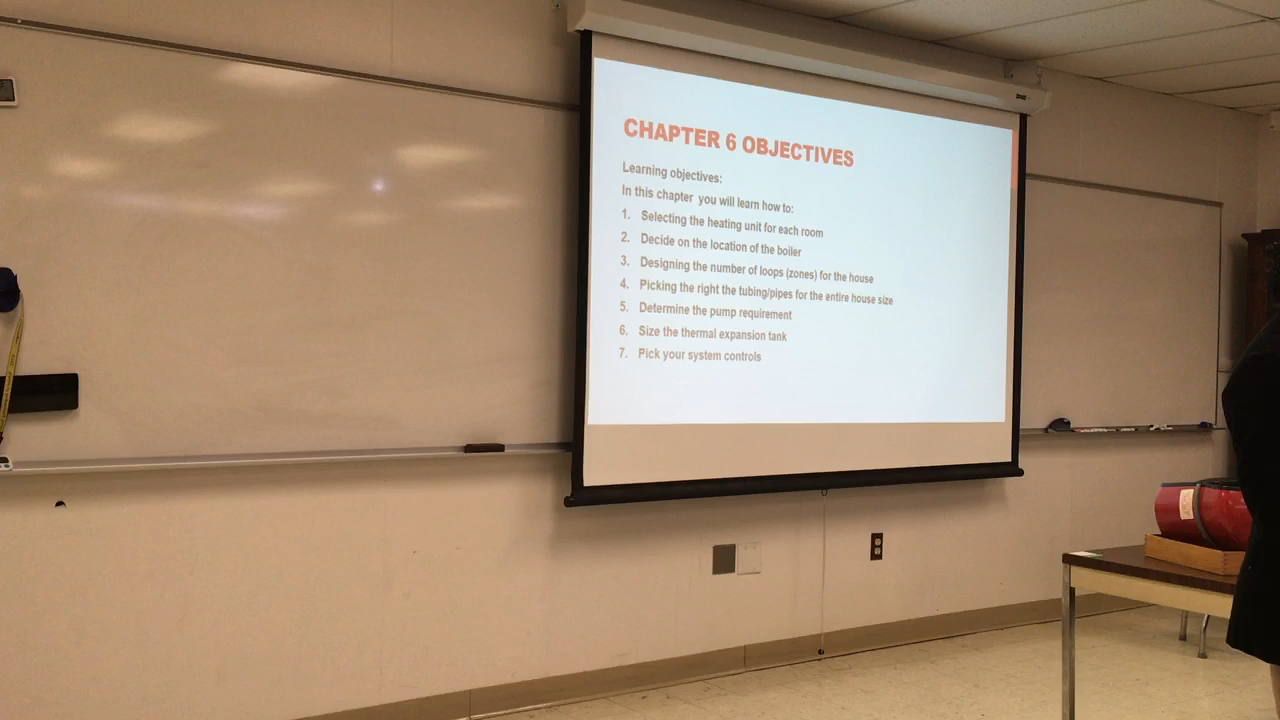 CHAPTER 6 OBJECTIVES
Learning objectives:
In this chapter you will learn how to:
1. Selecting the heating unit for each room
2. Decide on the location of the boiler
3. Designing the number of loops (zones) for the house
4. Picking the right the tubing/pipes for the entire house size
5. Determine the pump requirement
6. Size the thermal expansion tank
7. Pick your system controls